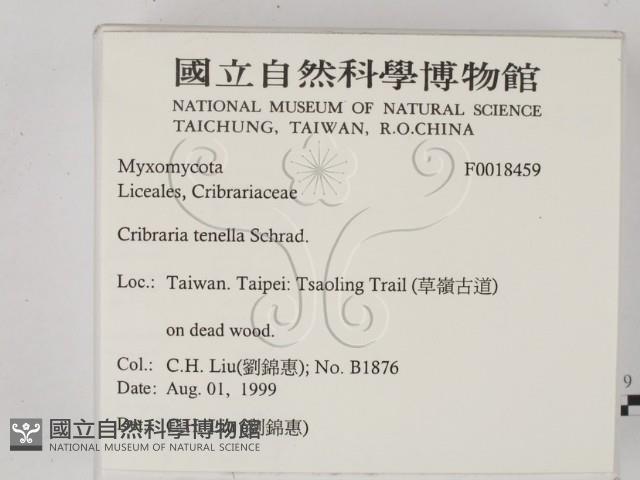 國立自然科學博物館
NATIONAL MUSEUM OF NATURAL SCIENCE
TAICHUNG, TAIWAN, R.O.CHINA
Myxomycota F0018459
Liceales, Cribrariaceae
Cribraria tenella Schrad.
Loc.: Taiwan. Taipei: Tsaoling Trail (草嶺古道)
on dead wood.
Col.: C.H. Liu(劉錦惠); No. B1876
Date: Aug. 01, 1999
劉錦惠)
國立自然科學博物館
NATIONAL MUSEUM OF NATURAL SCIENCE
9